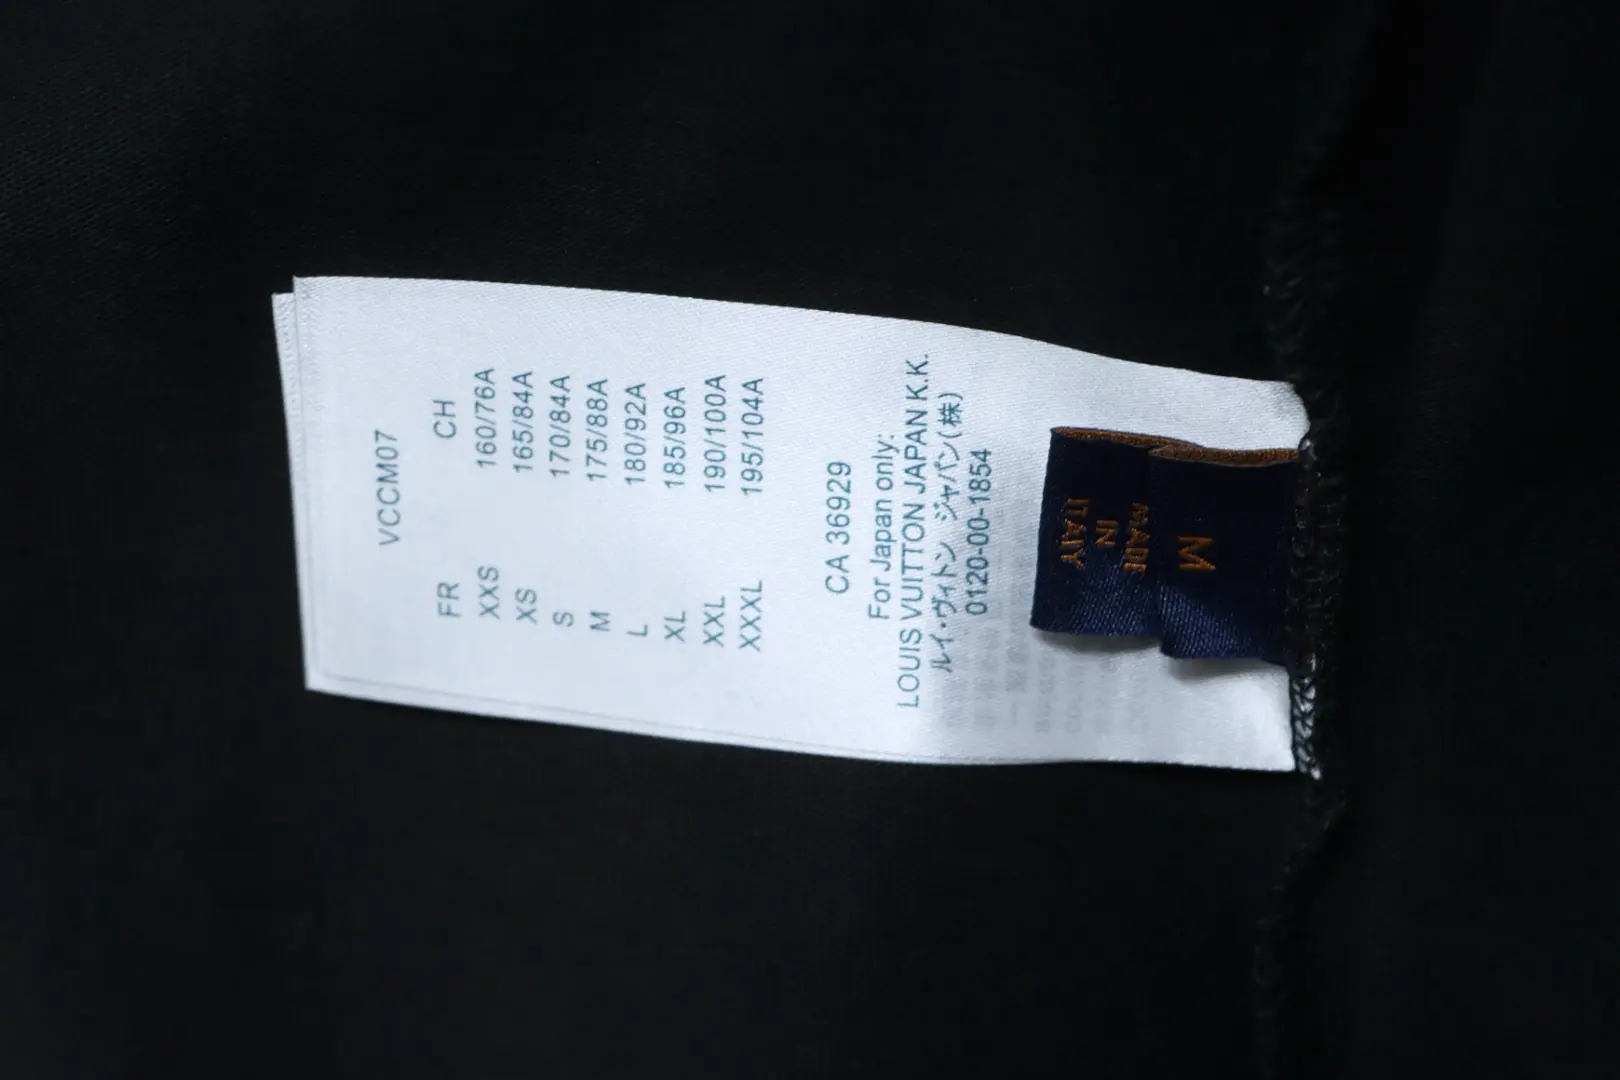 VCCM07
FR CH
XXS 160/76A
XS 165/84A
S 170/84A
M 175/88A
L 180/92A
XL 185/96A
XXL 190/100A
XXXL 195/104A
CA 36929
For Japan only:
LOUIS VUITTON JAPAN K.K.
ルイ・ヴィトン ジャパン(株)
0120-00-1854
M
MADE
IN
ITALY